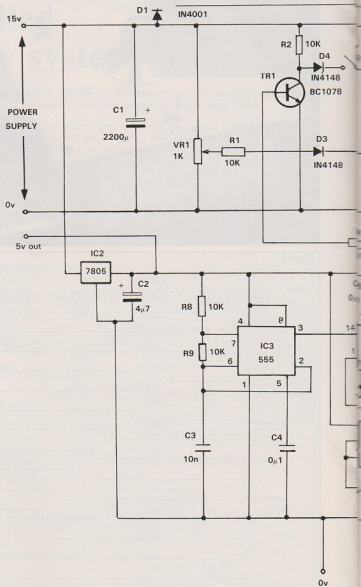 D1
IN4001
15v
R2
10K
D4
IN4148
TR1
BC107B
C1
+
2200µ
POWER
SUPPLY
VR1
1K
R1
10K
D3
IN4148
0v
5v out
IC2
7805
+
C2
4µ7
R8
10K
4
8
3
14
7
IC3
555
R9
10K
6
2
1
5
C3
10n
C4
0µ1
0v